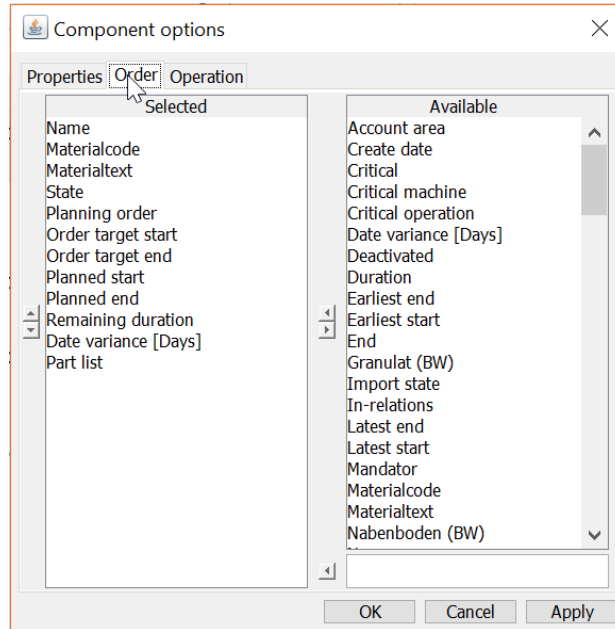 Component options
Properties Order Operation
Selected
Name
Materialcode
Materialtext
State
Planning order
Order target start
Order target end
Planned start
Planned end
Remaining duration
Date variance [Days]
Part list
Available
Account area
Create date
Critical
Critical machine
Critical operation
Date variance [Days]
Deactivated
Duration
Earliest end
Earliest start
End
Granulat (BW)
Import state
In-relations
Latest end
Latest start
Mandator
Materialcode
Materialtext
Nabenboden (BW)
OK Cancel Apply